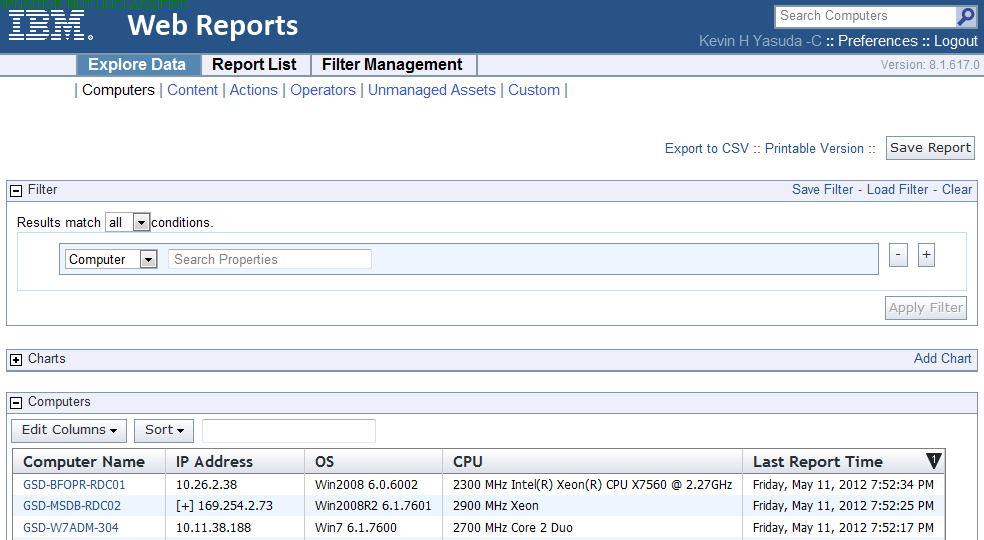 IBM. Web Reports
Search Computers
Kevin H Yasuda -C :: Preferences :: Logout
Explore Data Report List Filter Management
Version: 8.1.617.0
| Computers | Content | Actions | Operators | Unmanaged Assets | Custom |
Export to CSV :: Printable Version :: Save Report
Filter Save Filter - Load Filter - Clear
Results match all conditions.
Computer Search Properties - +
Apply Filter
Charts Add Chart
Computers
Edit Columns Sort
Computer Name IP Address OS CPU Last Report Time 1
GSD-BFOPR-RDC01 10.26.2.38 Win2008 6.0.6002 2300 MHz Intel(R) Xeon(R) CPU X7560 @ 2.27GHz Friday, May 11, 2012 7:52:34 PM
GSD-MSDB-RDC02 [+] 169.254.2.73 Win2008R2 6.1.7601 2900 MHz Xeon Friday, May 11, 2012 7:52:25 PM
GSD-W7ADM-304 10.11.38.188 Win7 6.1.7600 2700 MHz Core 2 Duo Friday, May 11, 2012 7:52:17 PM